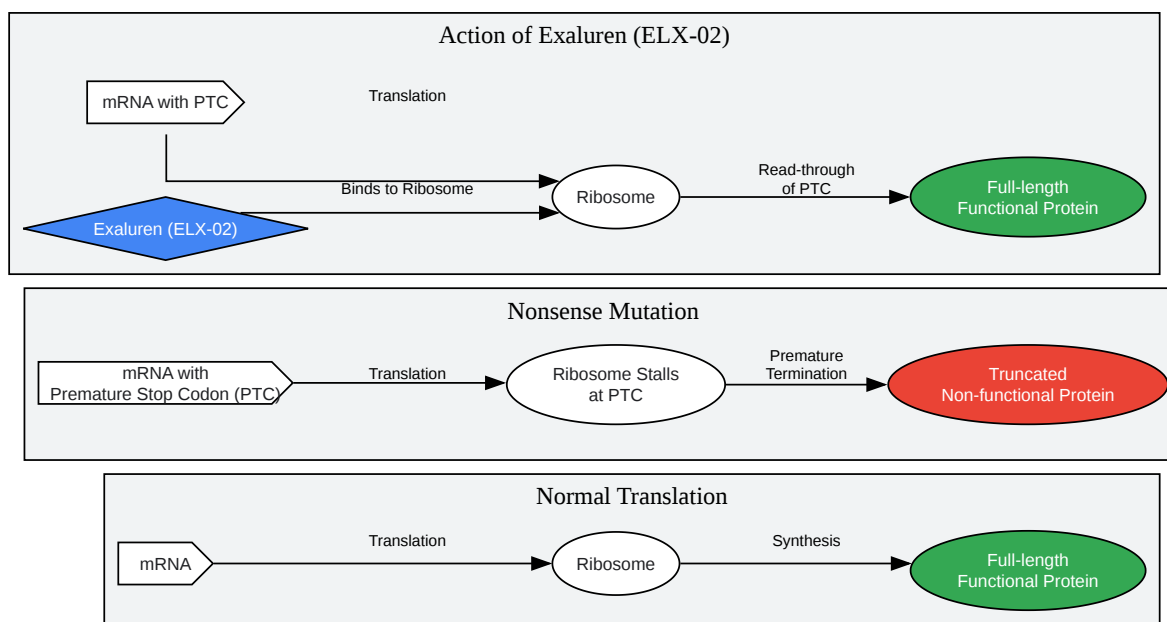 Action of Exaluren (ELX-02)
mRNA with PTC
Translation
Binds to Ribosome
Exaluren (ELX-02)
Ribosome
Read-through
of PTC
Full-length
Functional Protein
Nonsense Mutation
mRNA with
Premature Stop Codon (PTC)
Translation
Ribosome Stalls
at PTC
Premature
Termination
Truncated
Non-functional Protein
Normal Translation
mRNA
Translation
Ribosome
Synthesis
Full-length
Functional Protein